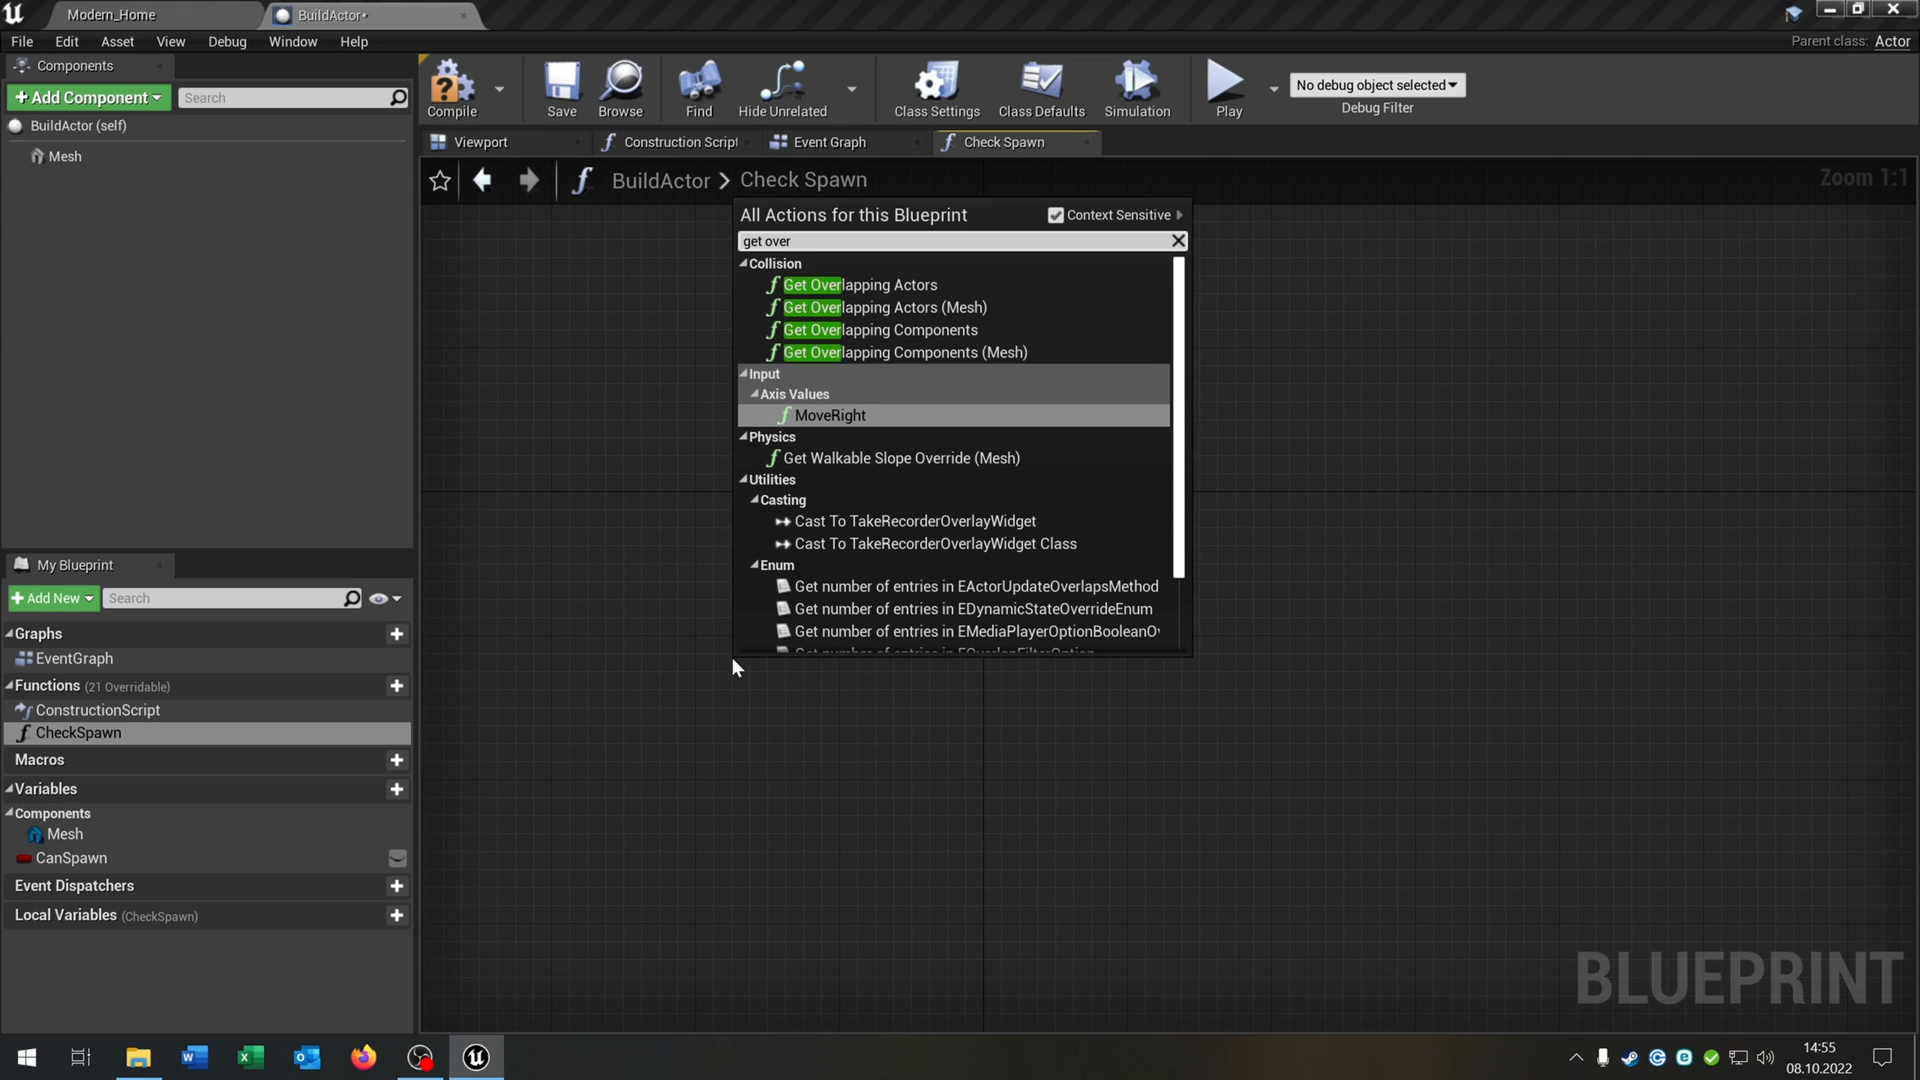 Modern_Home
BuildActor*
File Edit Asset View Debug Window Help
Parent class: Actor
Components
+ Add Component
Search
BuildActor (self)
Mesh
Compile
Save
Browse
Find
Hide Unrelated
Class Settings
Class Defaults
Simulation
Play
No debug object selected
Debug Filter
Viewport
Construction Script
Event Graph
Check Spawn
BuildActor > Check Spawn
Zoom 1:1
All Actions for this Blueprint
Context Sensitive
get over
Collision
Get Overlapping Actors
Get Overlapping Actors (Mesh)
Get Overlapping Components
Get Overlapping Components (Mesh)
Input
Axis Values
MoveRight
Physics
Get Walkable Slope Override (Mesh)
Utilities
Casting
Cast To TakeRecorderOverlayWidget
Cast To TakeRecorderOverlayWidget Class
Enum
Get number of entries in EActorUpdateOverlapsMethod
Get number of entries in EDynamicStateOverrideEnum
Get number of entries in EMediaPlayerOptionBooleanOv
Get number of entries in EOverlapFilterOption
My Blueprint
+ Add New
Search
Graphs
EventGraph
Functions (21 Overridable)
ConstructionScript
CheckSpawn
Macros
Variables
Components
Mesh
CanSpawn
Event Dispatchers
Local Variables (CheckSpawn)
BLUEPRINT
14:55
08.10.2022